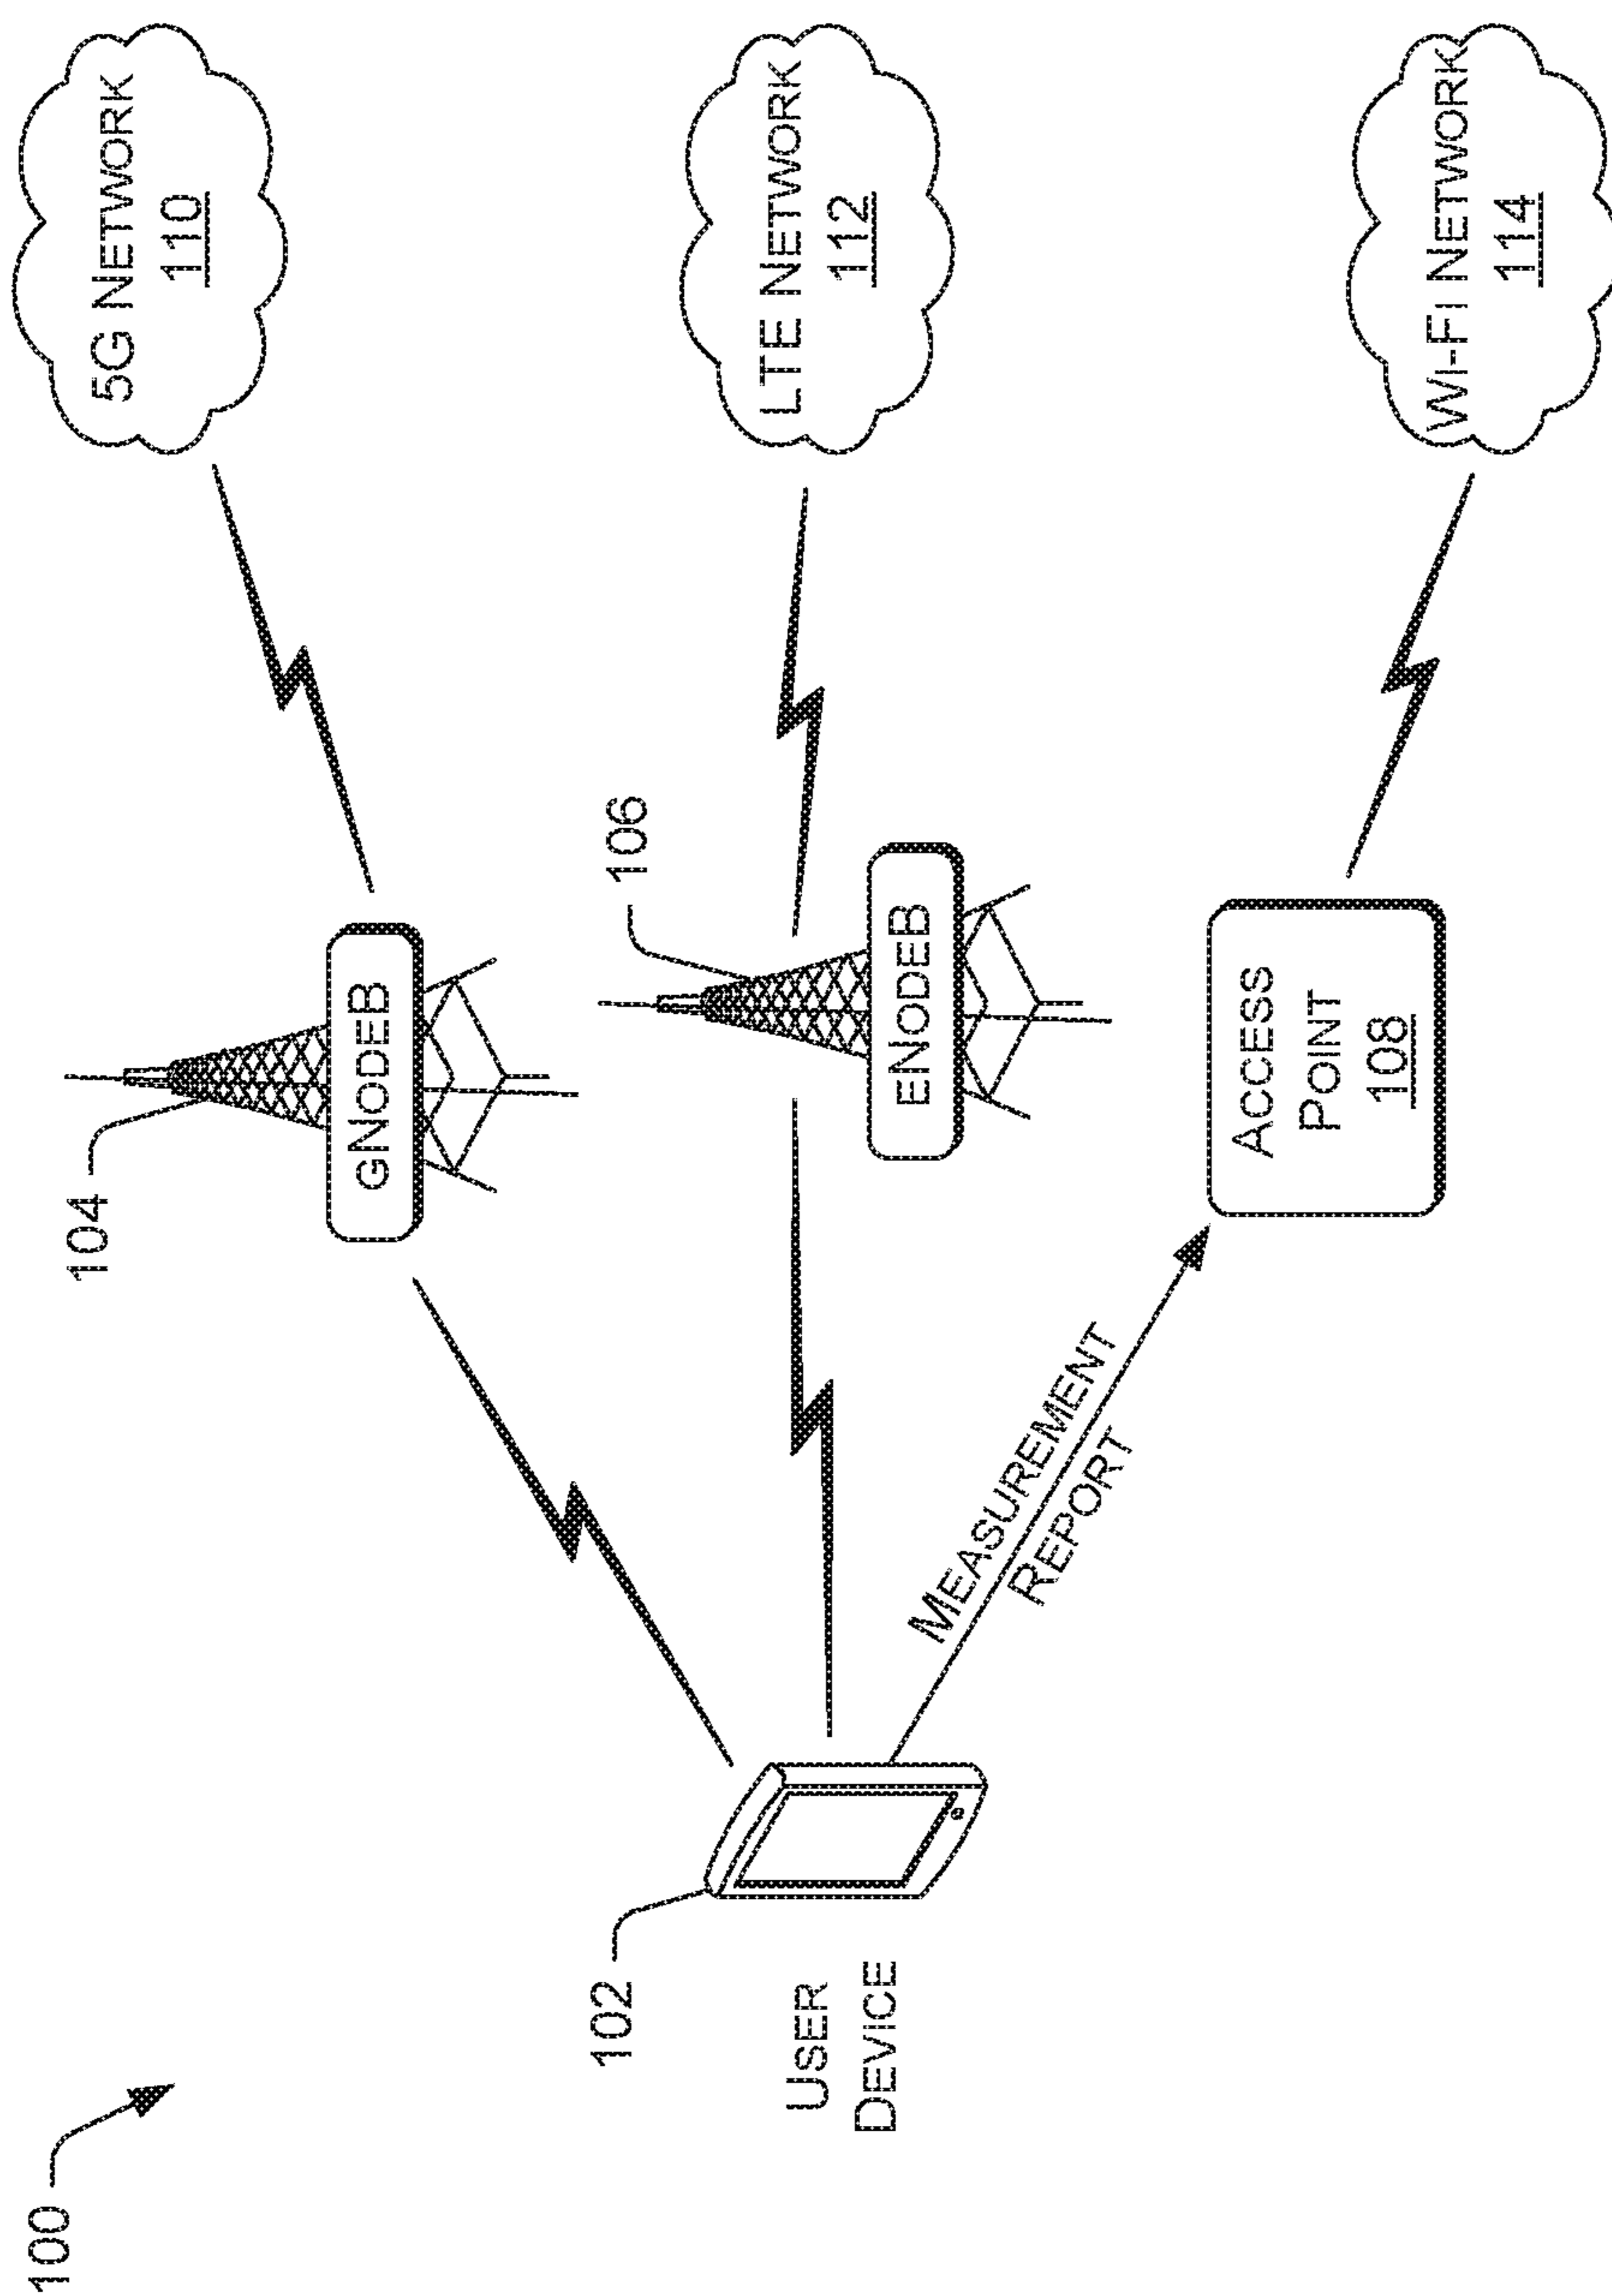 100
102
USER
DEVICE
104
GNODEB
106
ENODEB
MEASUREMENT
REPORT
ACCESS
POINT
108
5G NETWORK
110
LTE NETWORK
112
WI-FI NETWORK
114